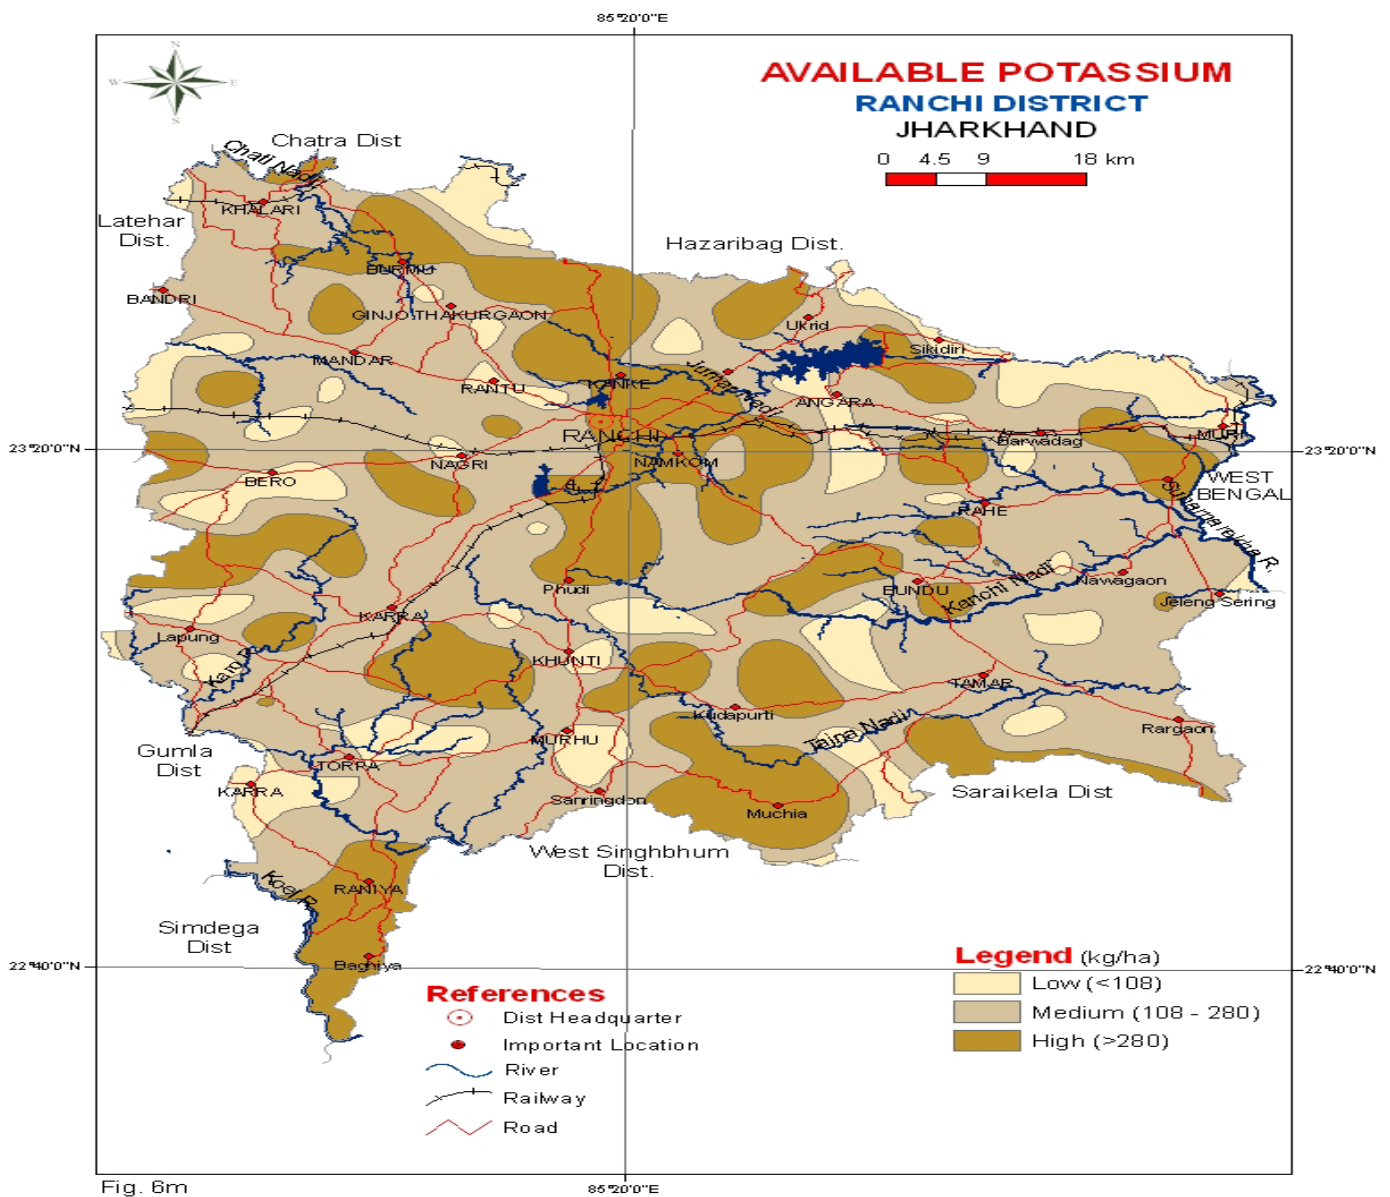 85°20'0"E
N
W E
S
AVAILABLE POTASSIUM
RANCHI DISTRICT
JHARKHAND
0 4.5 9 18 km
Chatra Dist
Chati Nadi
KHALARI
Latehar
Dist.
Hazaribag Dist.
BURMU
BANDRI
GINJO THAKURGAON
Ukrid
Sikidiri
MANDAR
Jumar Nadi
RANTU
KANKE
ANGARA
RANCHI
Barwadag
MURI
23°20'0"N
23°20'0"N
NAGRI
NAMKOM
BERO
WEST
BENGAL
RAHE
Subarnarekha R.
Phudi
BUNDU
Kanchi Nadi
Nawagaon
Jeleng Sering
KARRA
Lapung
Karo R.
KHUNTI
TAMAR
Kudapurti
Tajna Nadi
Rargaon
Gumla
Dist
MURHU
TORPA
KARRA
Sanringdon
Saraikela Dist
Muchia
West Singhbhum
Dist.
Koel R.
RANIYA
Simdega
Dist
Baghiya
22°40'0"N
22°40'0"N
Legend (kg/ha)
Low (<108)
Medium (108 - 280)
High (>280)
References
Dist Headquarter
Important Location
River
Railway
Road
Fig. 6m
85°20'0"E